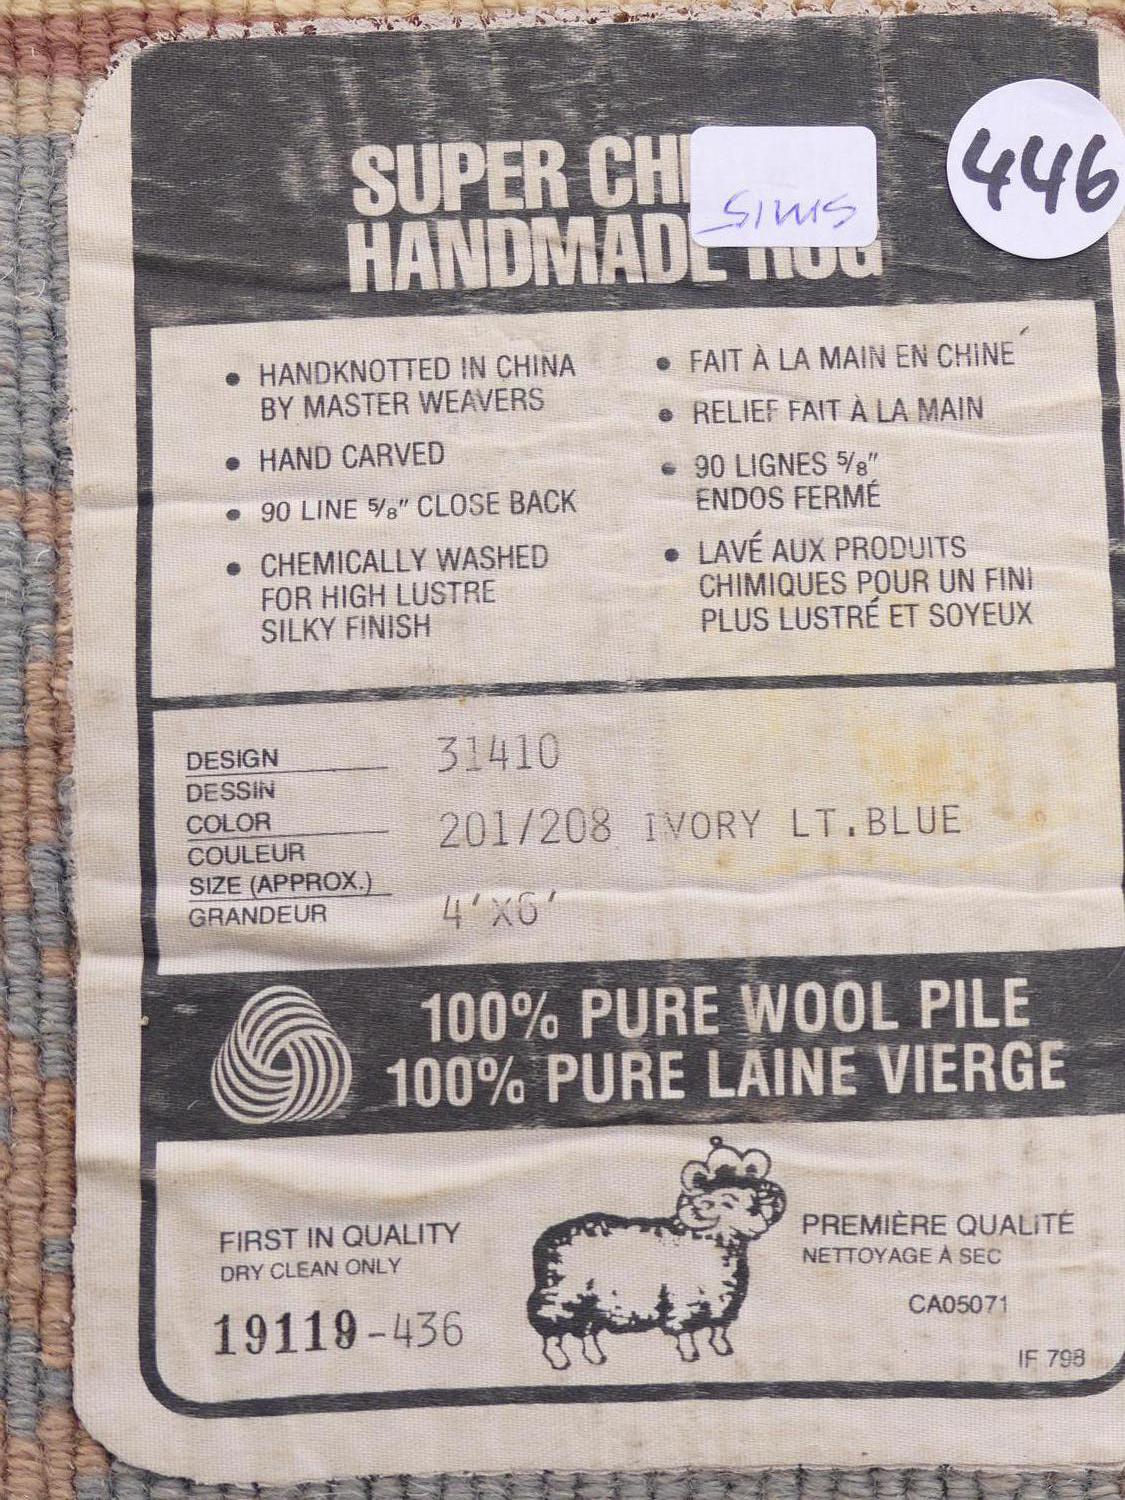 SUPER
HANDMADE RUG
446
SIMS
• HANDKNOTTED IN CHINA
BY MASTER WEAVERS
• HAND CARVED
• 90 LINE 5/8" CLOSE BACK
• CHEMICALLY WASHED
FOR HIGH LUSTRE
SILKY FINISH
• FAIT À LA MAIN EN CHINE
• RELIEF FAIT À LA MAIN
• 90 LIGNES 5/8"
ENDOS FERMÉ
• LAVÉ AUX PRODUITS
CHIMIQUES POUR UN FINI
PLUS LUSTRÉ ET SOYEUX
DESIGN 31410
DESSIN
COLOR 201/208 IVORY LT.BLUE
COULEUR
SIZE (APPROX.) 4'X6'
GRANDEUR
100% PURE WOOL PILE
100% PURE LAINE VIERGE
FIRST IN QUALITY
DRY CLEAN ONLY
19119-436
PREMIÈRE QUALITÉ
NETTOYAGE À SEC
CA05071
IF 798